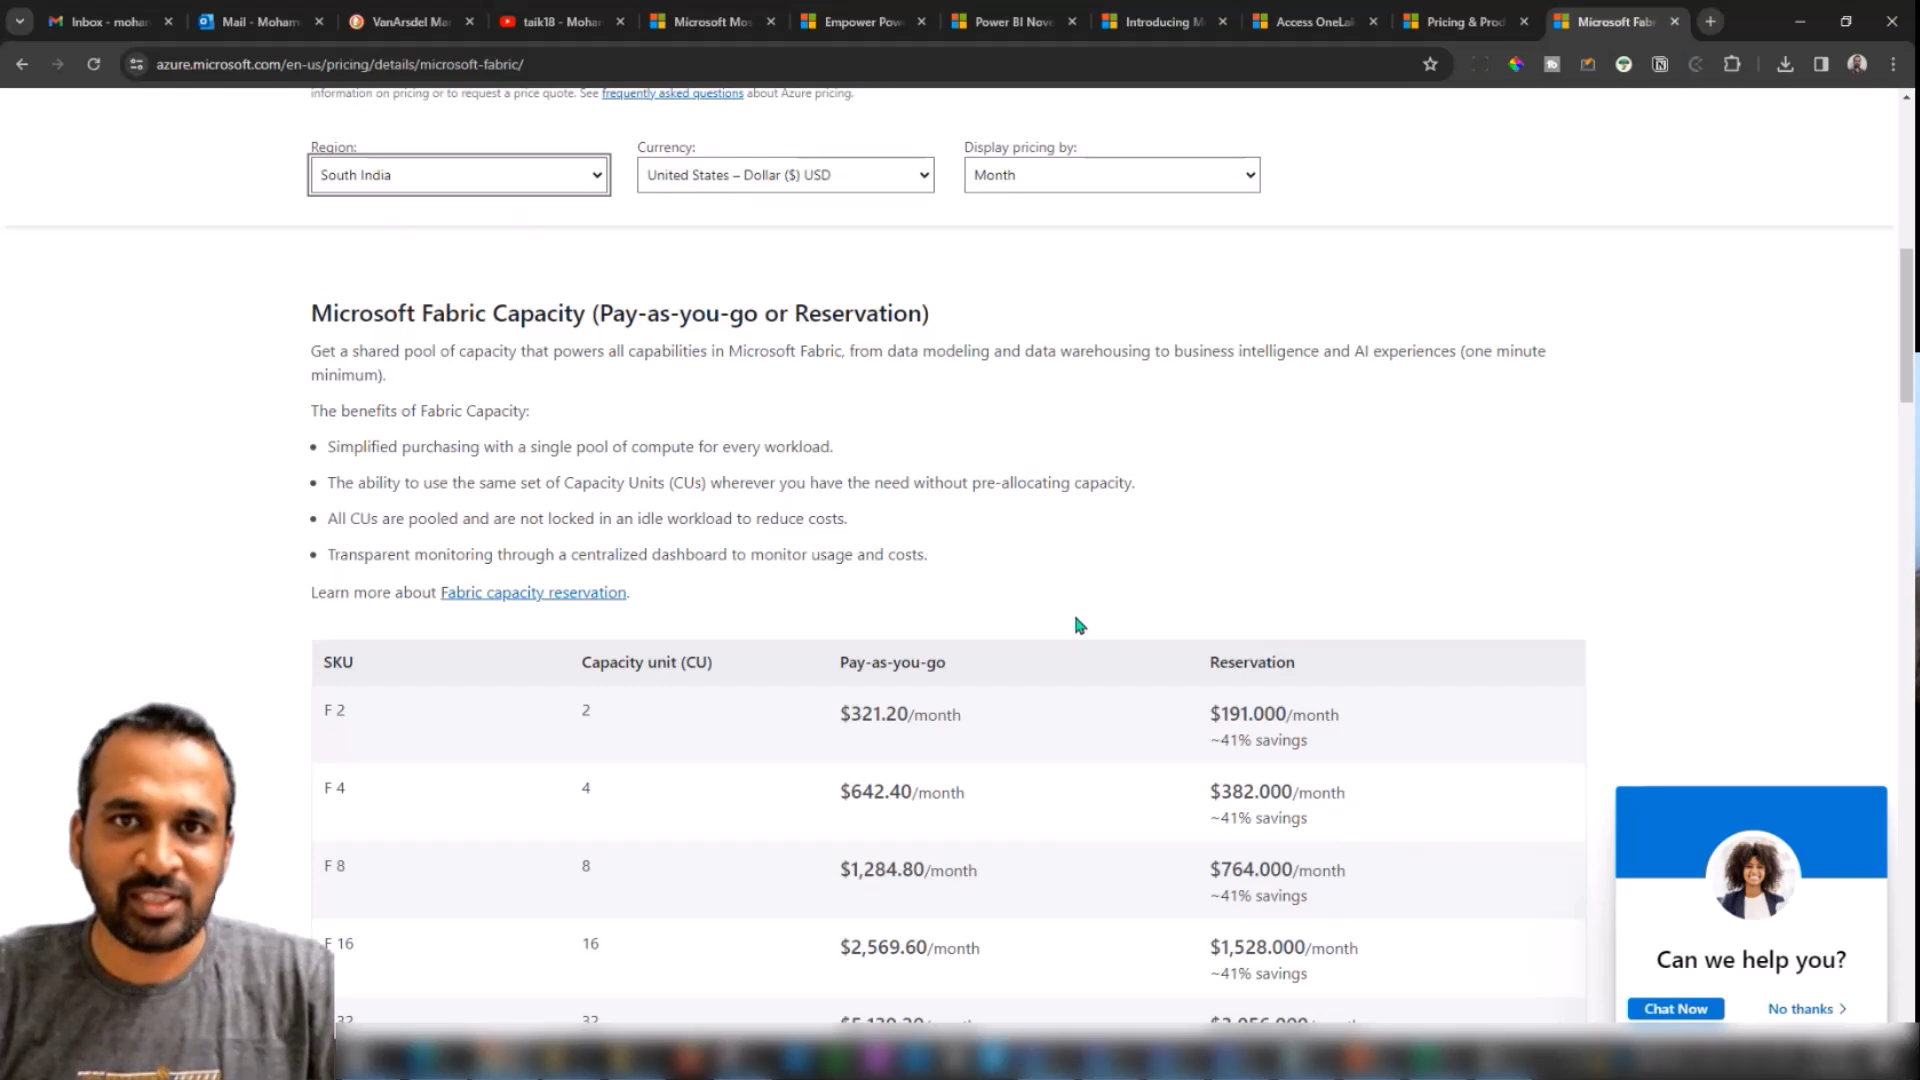 Inbox - mohan
Mail - Moham
VanArsdel Ma
taik18 - Moha
Microsoft Mos
Empower Pow
Power BI Nov
Introducing M
Access OneLa
Pricing & Prod
Microsoft Fab
azure.microsoft.com/en-us/pricing/details/microsoft-fabric/
information on pricing or to request a price quote. See frequently asked questions about Azure pricing.
Region:
Currency:
Display pricing by:
South India
United States – Dollar ($) USD
Month
Microsoft Fabric Capacity (Pay-as-you-go or Reservation)
Get a shared pool of capacity that powers all capabilities in Microsoft Fabric, from data modeling and data warehousing to business intelligence and AI experiences (one minute
minimum).
The benefits of Fabric Capacity:
Simplified purchasing with a single pool of compute for every workload.
The ability to use the same set of Capacity Units (CUs) wherever you have the need without pre-allocating capacity.
All CUs are pooled and are not locked in an idle workload to reduce costs.
Transparent monitoring through a centralized dashboard to monitor usage and costs.
Learn more about Fabric capacity reservation.
SKU Capacity unit (CU) Pay-as-you-go Reservation
F 2 2 $321.20/month $191.000/month
~41% savings
F 4 4 $642.40/month $382.000/month
~41% savings
F 8 8 $1,284.80/month $764.000/month
~41% savings
F 16 16 $2,569.60/month $1,528.000/month
~41% savings
32 32
Can we help you?
Chat Now No thanks